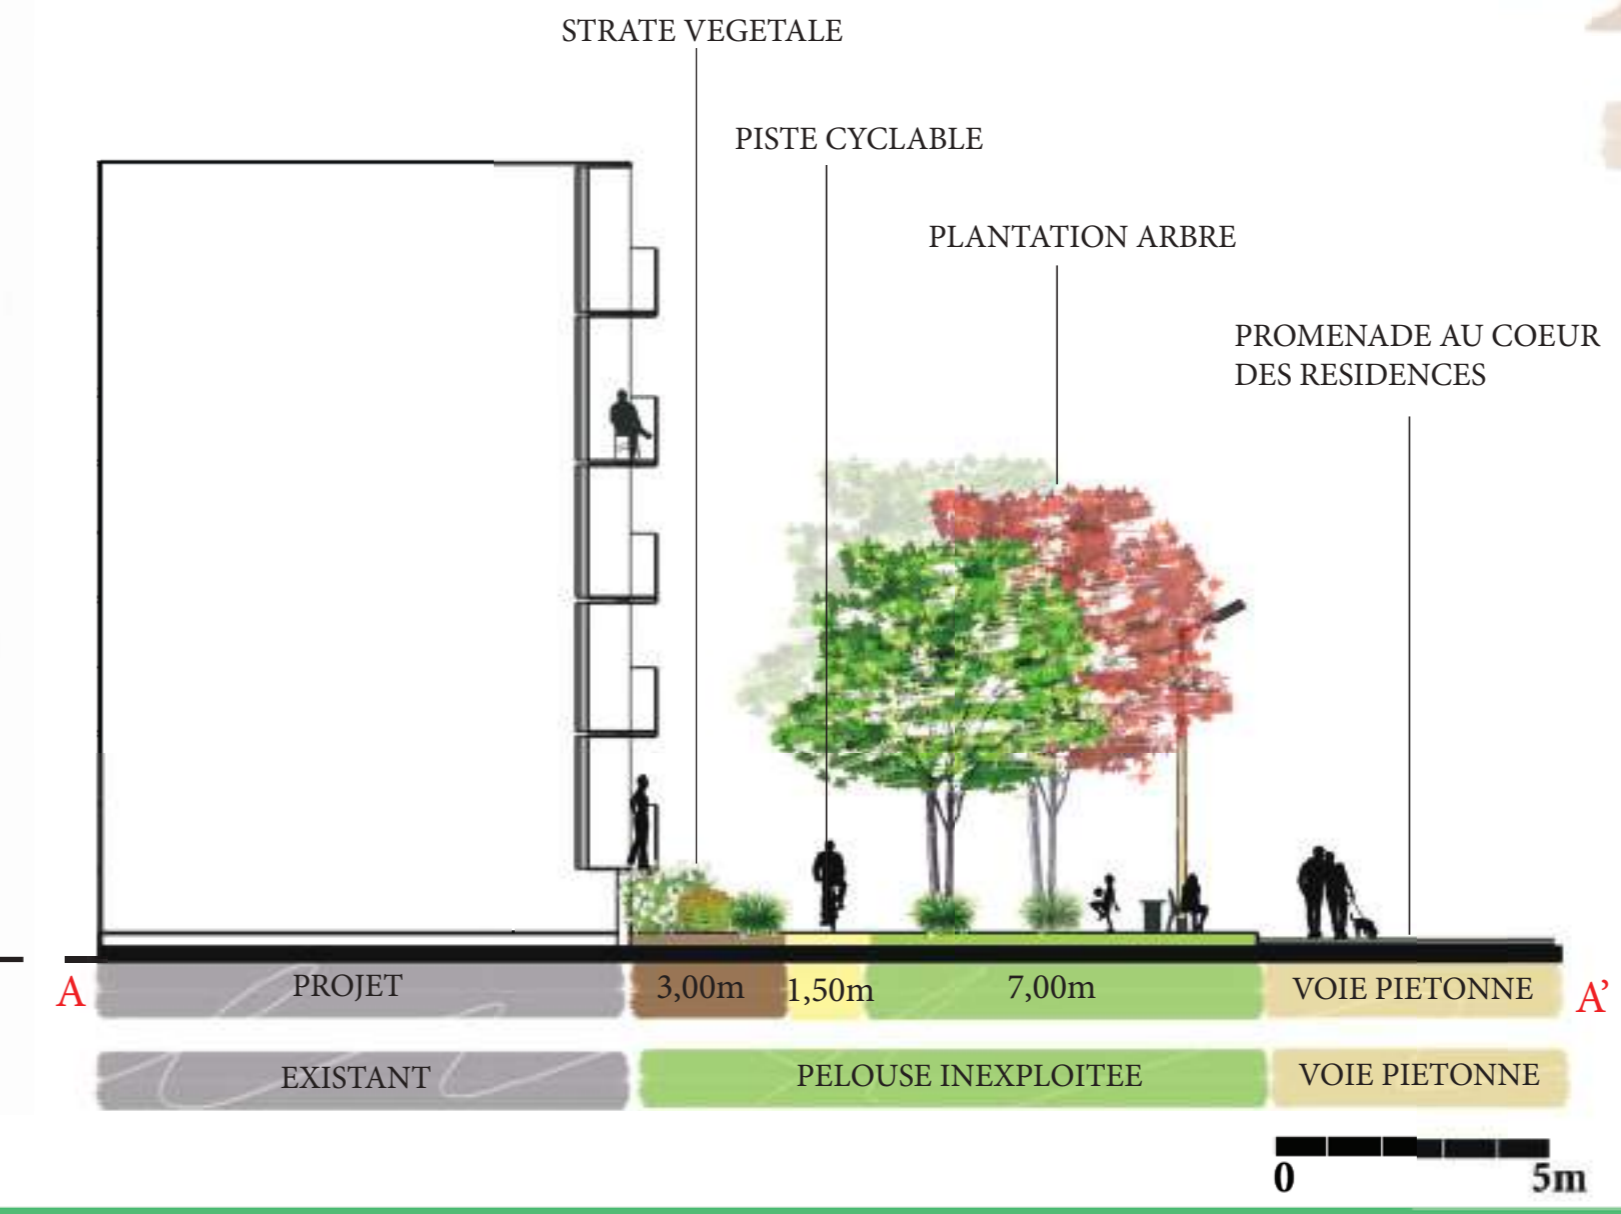 STRATE VEGETALE
PISTE CYCLABLE
PLANTATION ARBRE
PROMENADE AU COEUR
DES RESIDENCES
A PROJET 3,00m 1,50m 7,00m VOIE PIETONNE A’
EXISTANT PELOUSE INEXPLOITEE VOIE PIETONNE
0 5m